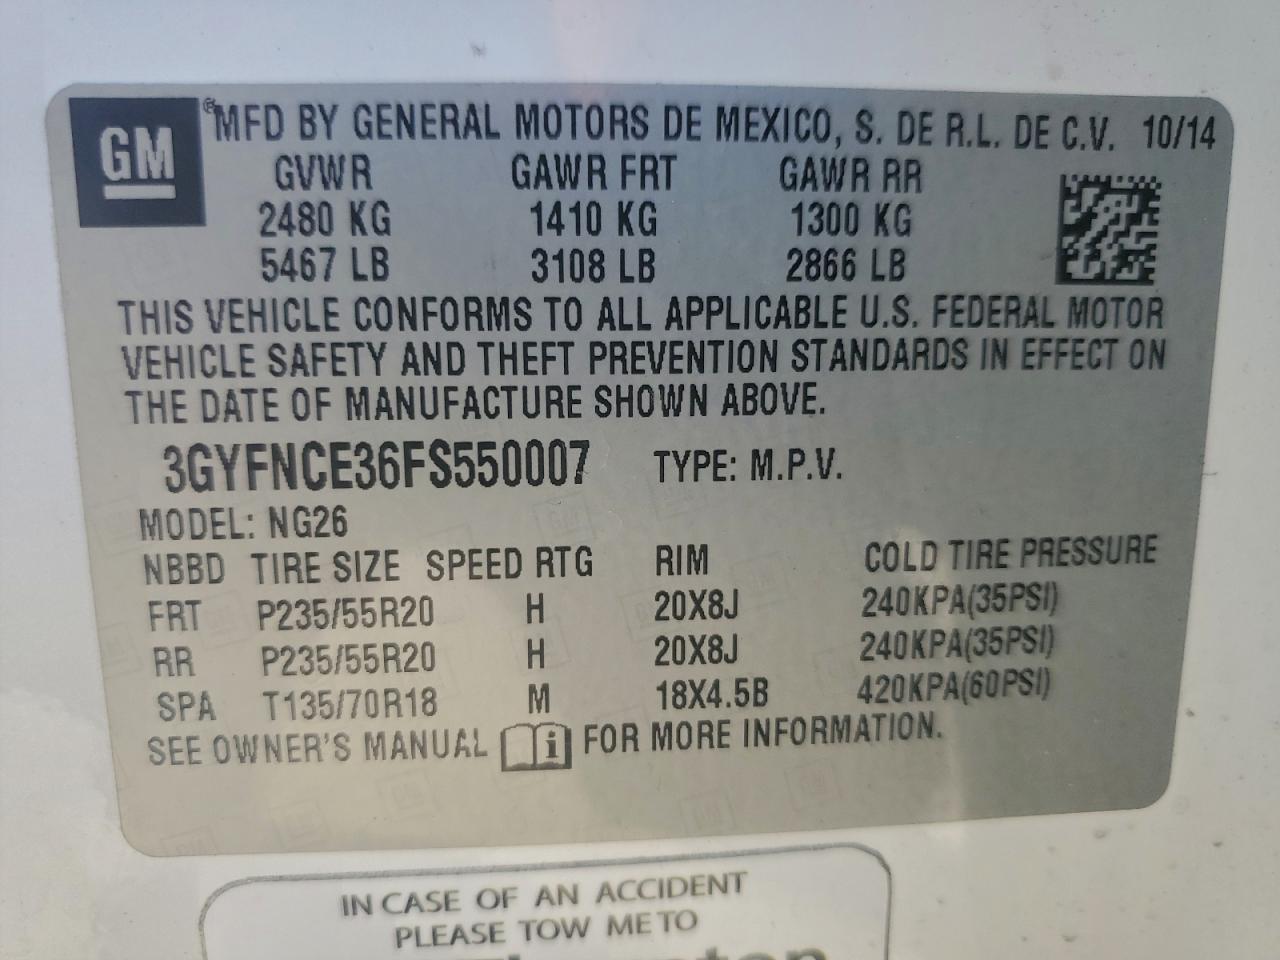 GM ® MFD BY GENERAL MOTORS DE MEXICO, S. DE R.L. DE C.V. 10/14
GVWR GAWR FRT GAWR RR
2480 KG 1410 KG 1300 KG
5467 LB 3108 LB 2866 LB
THIS VEHICLE CONFORMS TO ALL APPLICABLE U.S. FEDERAL MOTOR
VEHICLE SAFETY AND THEFT PREVENTION STANDARDS IN EFFECT ON
THE DATE OF MANUFACTURE SHOWN ABOVE.
3GYFNCE36FS550007 TYPE: M.P.V.
MODEL: NG26
NBBD TIRE SIZE SPEED RTG RIM COLD TIRE PRESSURE
FRT P235/55R20 H 20X8J 240KPA(35PSI)
RR P235/55R20 H 20X8J 240KPA(35PSI)
SPA T135/70R18 M 18X4.5B 420KPA(60PSI)
SEE OWNER'S MANUAL i FOR MORE INFORMATION.
IN CASE OF AN ACCIDENT
PLEASE TOW ME TO